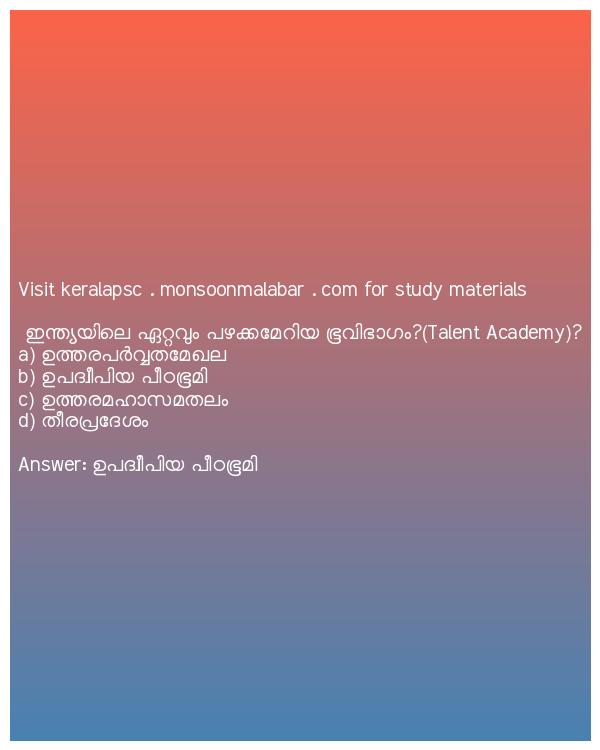 Visit keralapsc . monsoonmalabar . com for study materials
ഇന്ത്യയിലെ ഏറ്റവും പഴക്കമേറിയ ഭൂവിഭാഗം?(Talent Academy)?
a) ഉത്തരപർവ്വതമേഖല
b) ഉപദ്വീപിയ പീഠഭൂമി
c) ഉത്തരമഹാസമതലം
d) തീരപ്രദേശം
Answer: ഉപദ്വീപിയ പീഠഭൂമി